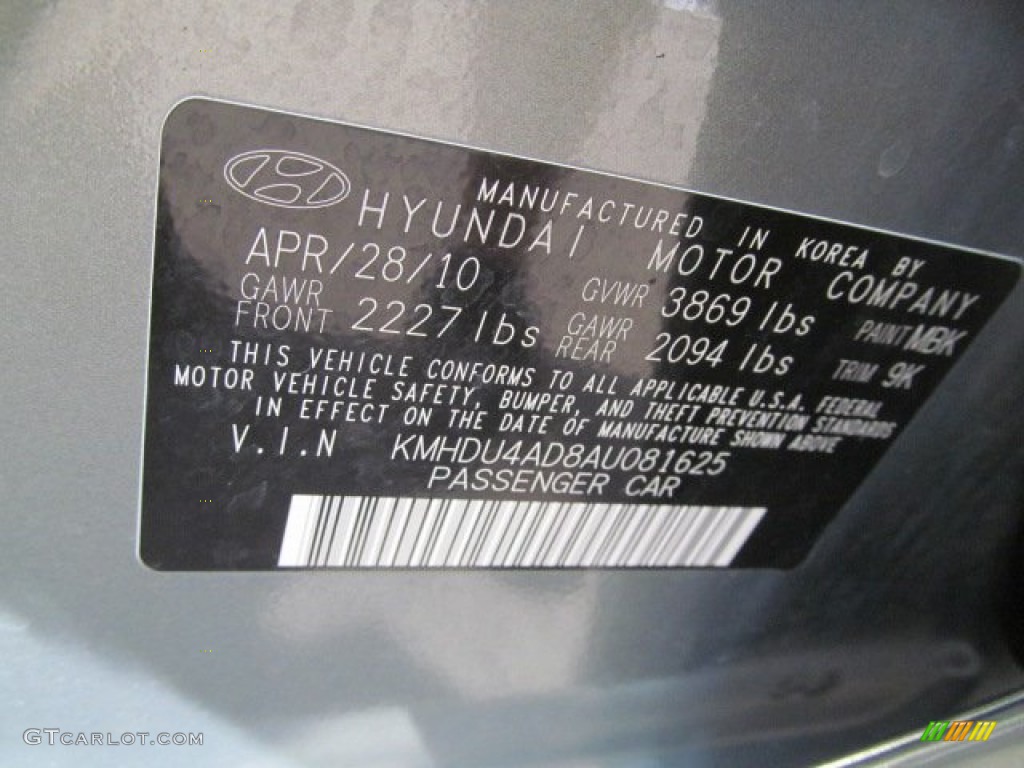 MANUFACTURED IN KOREA BY
HYUNDAI MOTOR COMPANY
APR/28/10 GVWR 3869 lbs PAINT MBK
GAWR FRONT 2227 lbs GAWR REAR 2094 lbs TRIM 9K
THIS VEHICLE CONFORMS TO ALL APPLICABLE U.S.A. FEDERAL
MOTOR VEHICLE SAFETY, BUMPER, AND THEFT PREVENTION STANDARDS
IN EFFECT ON THE DATE OF MANUFACTURE SHOWN ABOVE
V.I.N KMHDU4AD8AU081625
PASSENGER CAR
GTCARLOT.COM